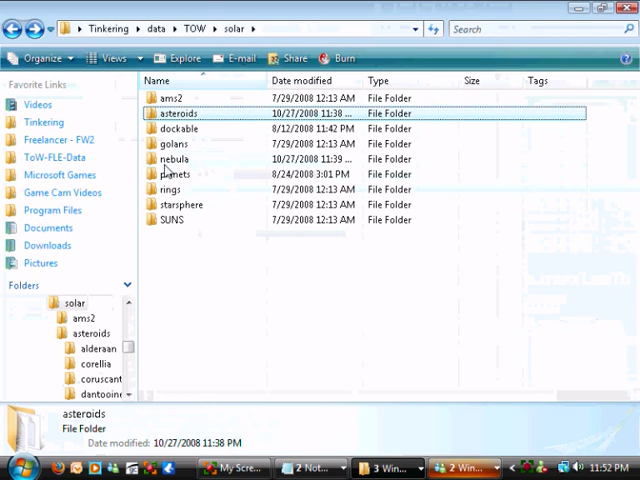 Tinkering data TOW solar Search
Organize Views Explore E-mail Share Burn
Favorite Links
Videos
Tinkering
Freelancer - FW2
ToW-FLE-Data
Microsoft Games
Game Cam Videos
Program Files
Documents
Downloads
Pictures
Folders
solar
ams2
asteroids
alderaan
corellia
coruscant
dantooine
Name Date modified Type Size Tags
ams2 7/29/2008 12:13 AM File Folder
asteroids 10/27/2008 11:38 ... File Folder
dockable 8/12/2008 11:42 PM File Folder
golans 7/29/2008 12:13 AM File Folder
nebula 10/27/2008 11:39 ... File Folder
planets 8/24/2008 3:01 PM File Folder
rings 7/29/2008 12:13 AM File Folder
starsphere 7/29/2008 12:13 AM File Folder
SUNS 7/29/2008 12:13 AM File Folder
asteroids
File Folder
Date modified: 10/27/2008 11:38 PM
My Scre... 2 Not... 3 Win... 2 Win... 11:52 PM